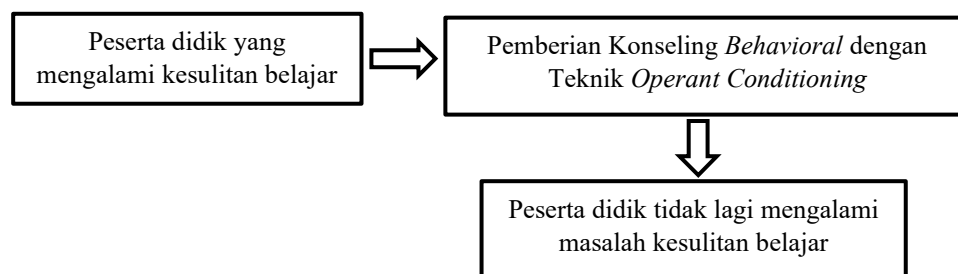 Peserta didik yang
mengalami kesulitan belajar
Pemberian Konseling Behavioral dengan
Teknik Operant Conditioning
Peserta didik tidak lagi mengalami
masalah kesulitan belajar